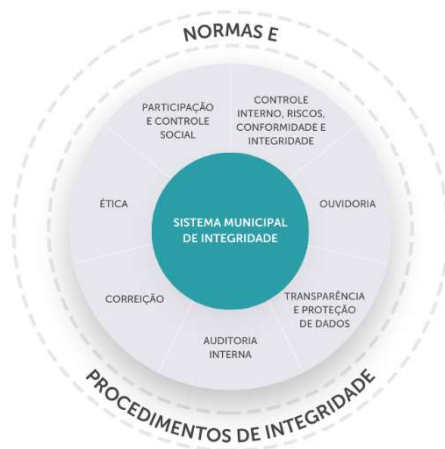 NORMAS E
PARTICIPAÇÃO
E CONTROLE
SOCIAL
CONTROLE
INTERNO, RISCOS,
CONFORMIDADE E
INTEGRIDADE
ÉTICA
SISTEMA MUNICIPAL
DE INTEGRIDADE
OUVIDORIA
CORREIÇÃO
TRANSPARÊNCIA
E PROTEÇÃO
DE DADOS
AUDITORIA
INTERNA
PROCEDIMENTOS DE INTEGRIDADE